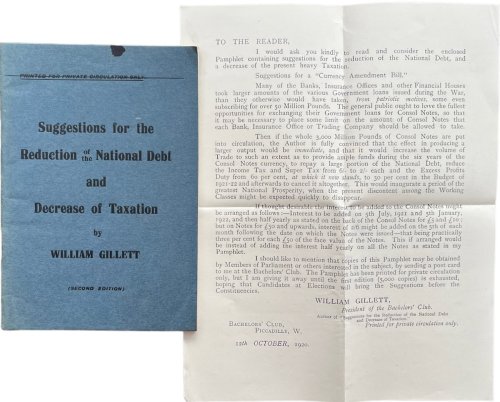 PRINTED FOR PRIVATE CIRCULATION ONLY
Suggestions for the
Reduction of the National Debt
and
Decrease of Taxation
by
WILLIAM GILLETT
(SECOND EDITION)
TO THE READER,
I would ask you kindly to read and consider the enclosed
Pamphlet containing suggestions for the reduction of the National Debt, and
a decrease of the present heavy Taxation.
Suggestions for a "Currency Amendment Bill."
Many of the Banks, Insurance Offices and other Financial Houses
took larger amounts of the various Government loans issued during the War,
than they otherwise would have taken, from patriotic motives, some even
subscribing for over 50 Million Pounds. The general public ought to have the fullest
opportunities for exchanging their Government loans for Consol Notes, so that
it may be necessary to place some limit on the amount of Consol Notes that
each Bank, Insurance Office or Trading Company should be allowed to take.
Then if the whole 3,000 Million Pounds of Consol Notes are put
into circulation, the Author is fully convinced that the effect in producing
a larger output would be immediate, and it would increase the volume of
Trade to such an extent as to provide ample funds during the six years of the
Consol Notes currency, to repay a large portion of the National Debt, reduce
the Income Tax and Super Tax from 6/- to 2/- each and the Excess Profits
Duty from 60 per cent, at which it now stands, to 30 per cent in the Budget of
1921-22 and afterwards to cancel it altogether. This would inaugurate a period of the
greatest National Prosperity, when the present discontent among the Working
Classes might be expected quickly to disappear.
If thought desirable the interest to be added to the Consol Notes might
be arranged as follows:—Interest to be added on 5th July, 1921 and 5th January,
1922, and then half yearly as stated on the back of the Consol Notes for £5 and £20;
but on Notes for £50 and upwards, interest of might be added on the 5th of each
month following the date on which the Notes were issued—that being practically
three per cent for each £50 of the face value of the Notes. This if arranged would
be instead of adding the interest half yearly on all the Notes as stated in my
Pamphlet.
I should like to mention that copies of this Pamphlet may be obtained
by Members of Parliament or others interested in the subject, by sending a post card
to me at the Bachelors' Club. The Pamphlet has been printed for private circulation
only, but I am giving it away until the first edition (5,000 copies) is exhausted,
hoping that Candidates at Elections will bring the Suggestions before the
Constituencies.
WILLIAM GILLETT,
President of the Bachelors' Club.
Author of "Suggestions for the Reduction of the National Debt
and Decrease of Taxation."
Printed for private circulation only.
BACHELORS' CLUB,
PICCADILLY, W.
12th OCTOBER, 1920.